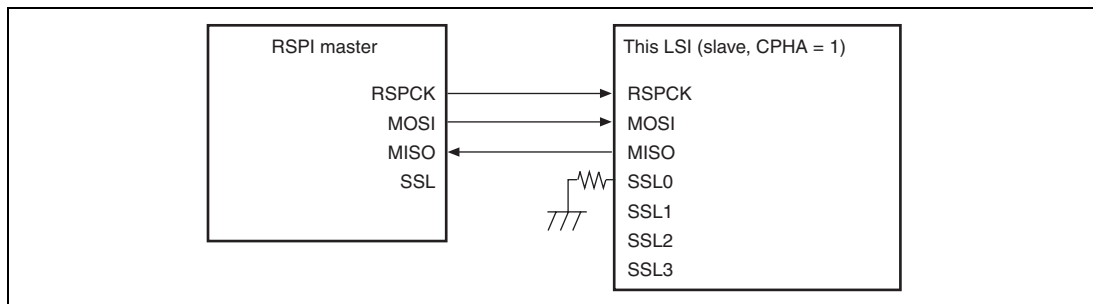 RSPI master
RSPCK
MOSI
MISO
SSL
This LSI (slave, CPHA = 1)
RSPCK
MOSI
MISO
SSL0
SSL1
SSL2
SSL3